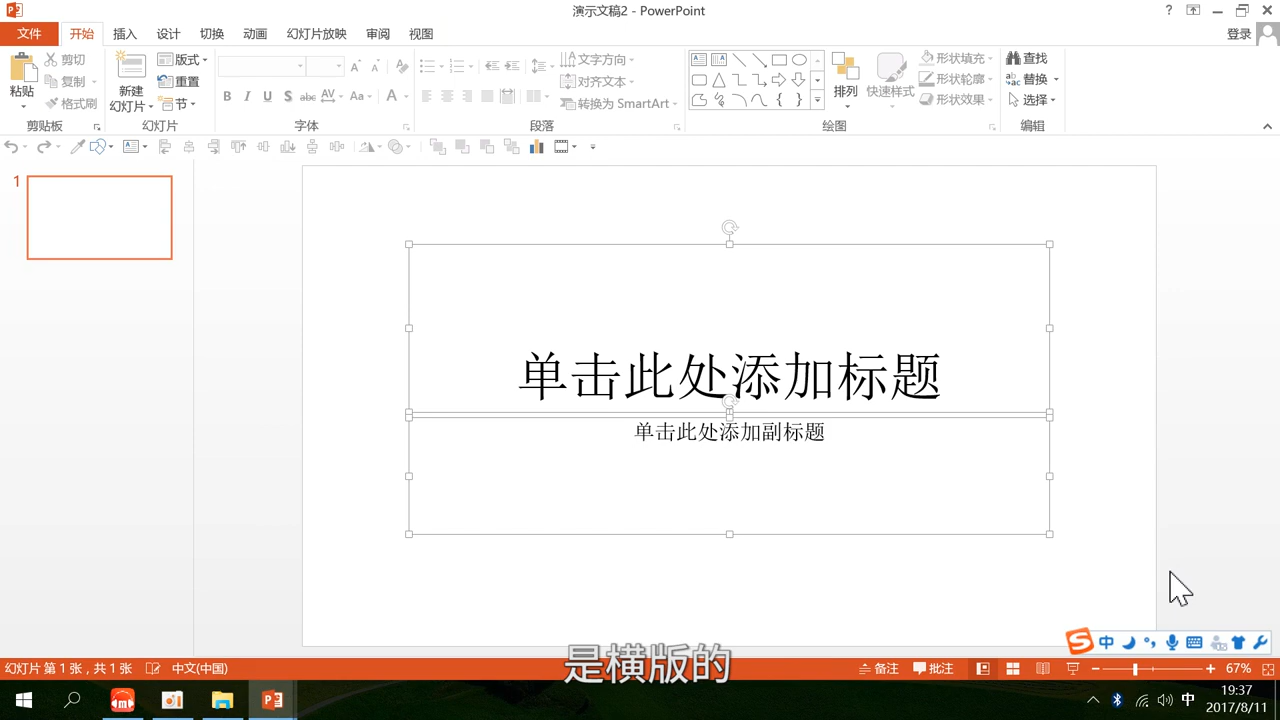 演示文稿2 - PowerPoint
文件 开始 插入 设计 切换 动画 幻灯片放映 审阅 视图 登录
粘贴 剪切 复制 格式刷 剪贴板
新建幻灯片 版式 重置 节 幻灯片
B I U S abc AV Aa A 字体
文字方向 对齐文本 转换为 SmartArt 段落
排列 快速样式 形状填充 形状轮廓 形状效果 绘图
查找 替换 选择 编辑
1
单击此处添加标题
单击此处添加副标题
是横版的
中
幻灯片 第 1 张，共 1 张 中文(中国) 备注 批注 67%
中 19:37
2017/8/11